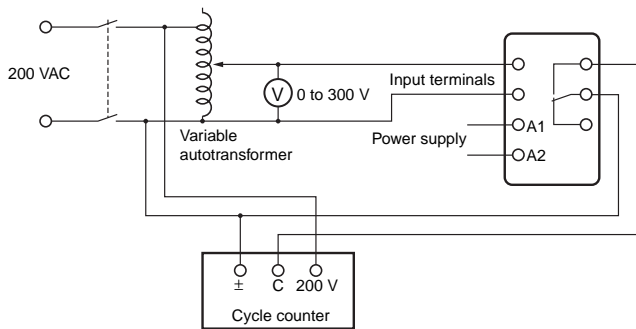 200 VAC
V
0 to 300 V
Variable
autotransformer
Input terminals
Power supply
A1
A2
± C 200 V
Cycle counter